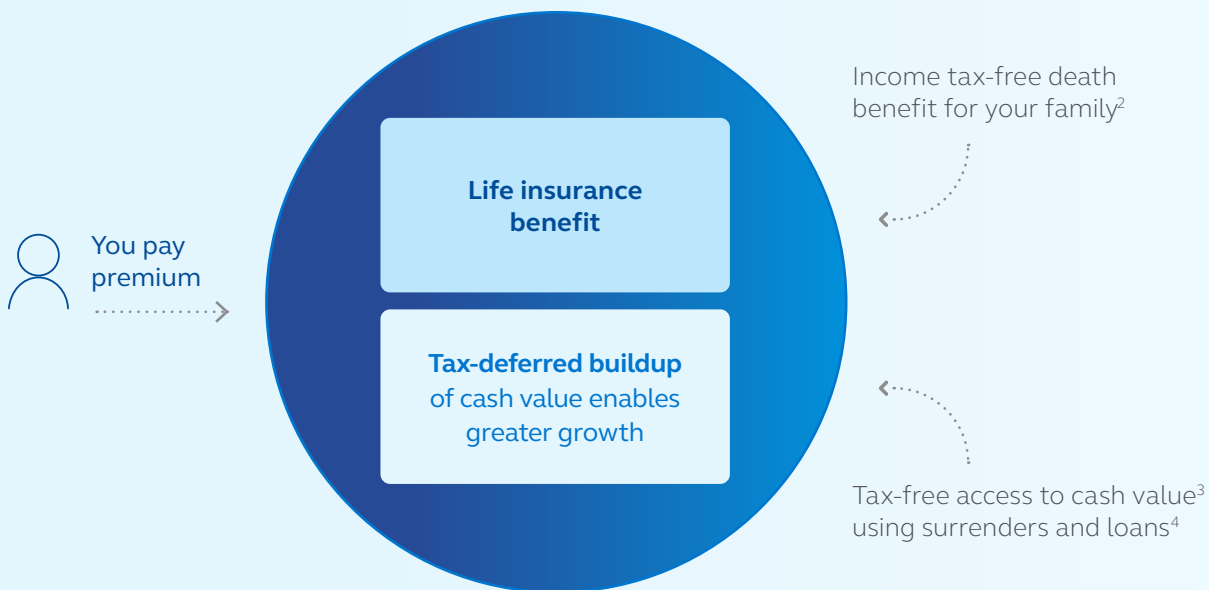 You pay
premium
Life insurance
benefit
Tax-deferred buildup
of cash value enables
greater growth
Income tax-free death
benefit for your family²
Tax-free access to cash value³
using surrenders and loans⁴